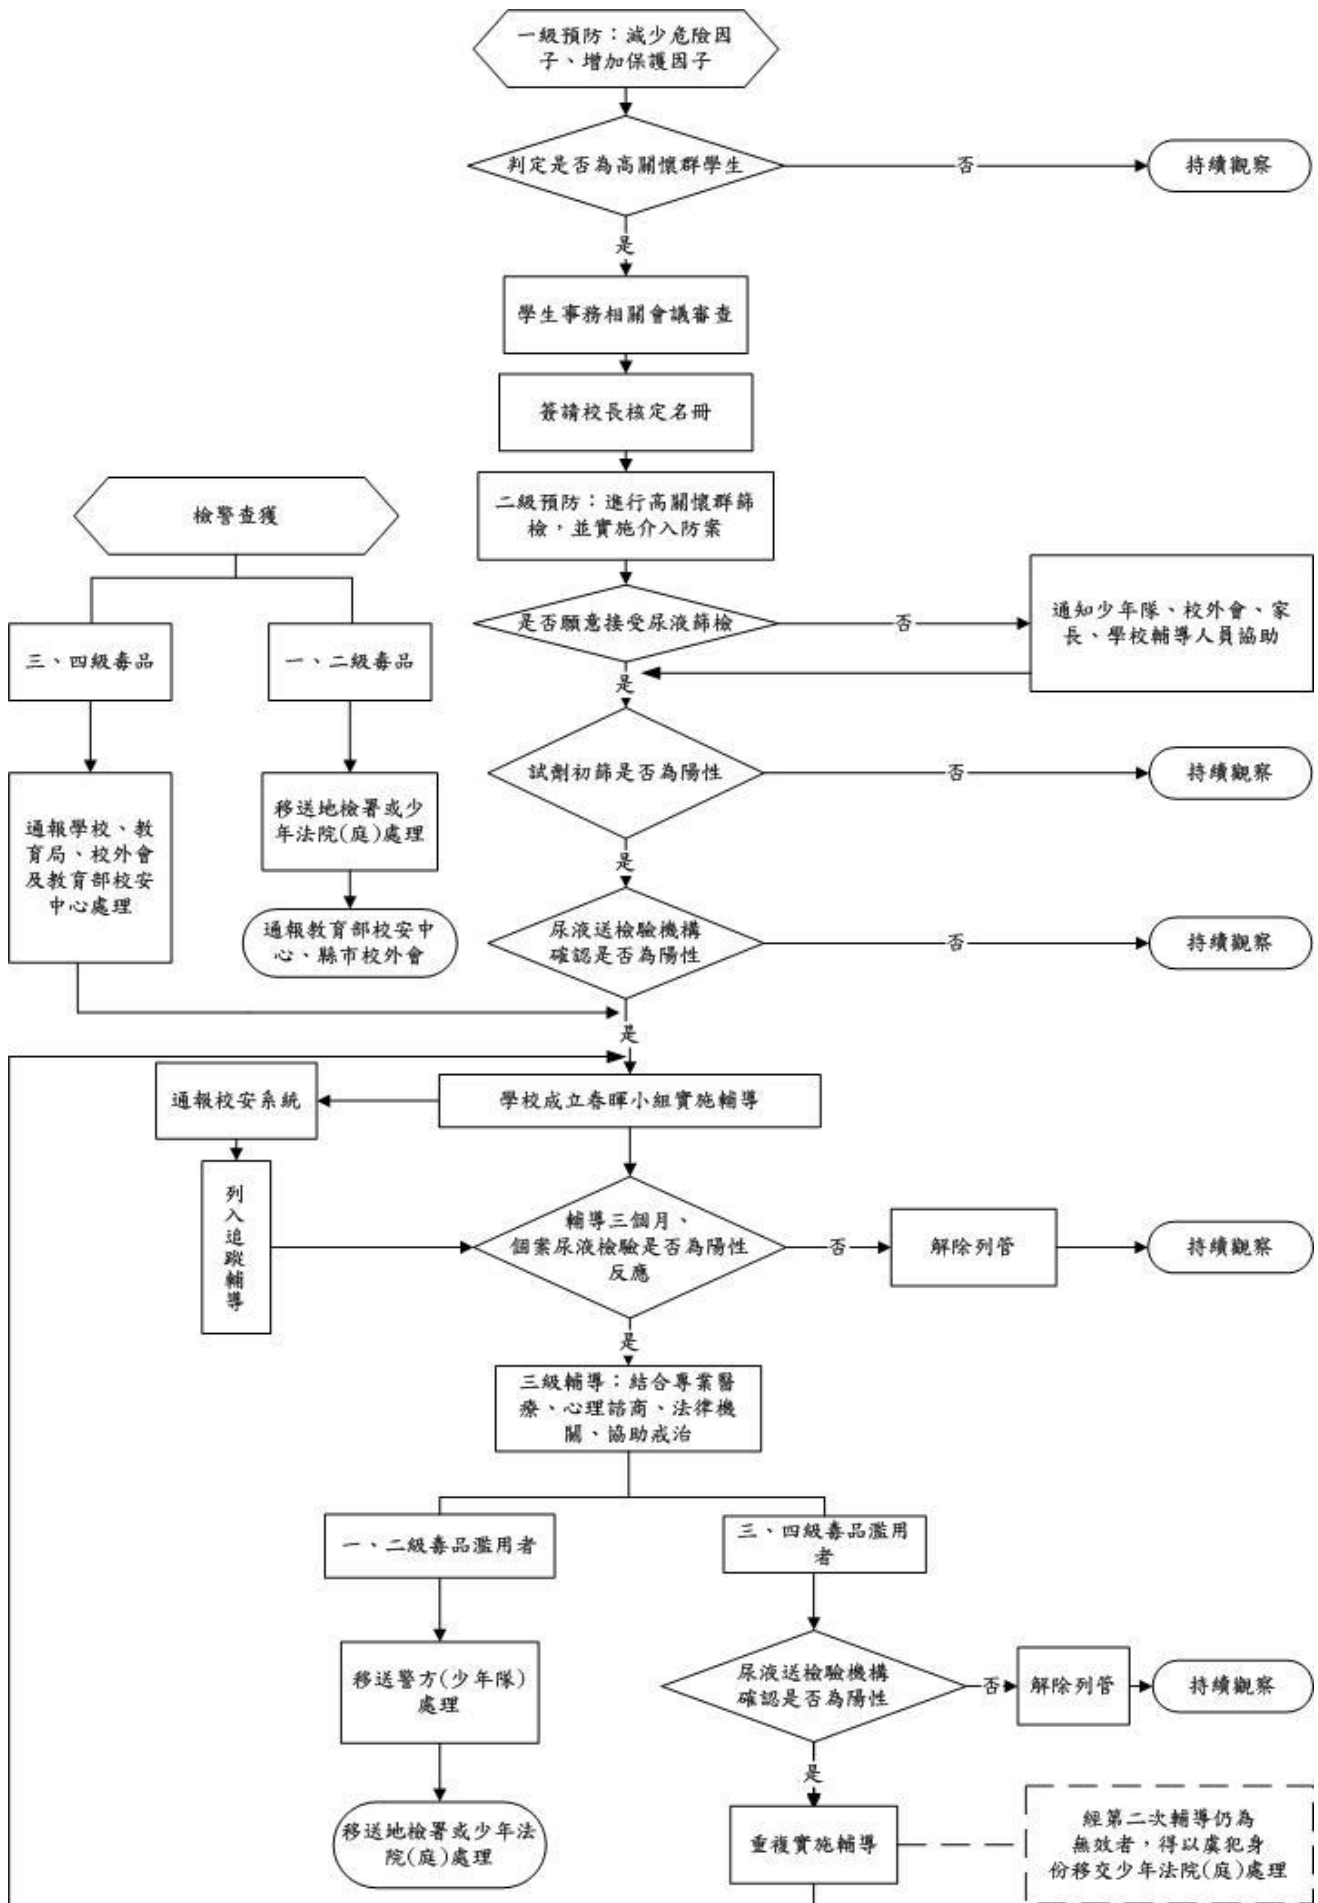 一級預防：減少危險因
子、增加保護因子
判定是否為高關懷群學生
否
持續觀察
是
學生事務相關會議審查
簽請校長核定名冊
二級預防：進行高關懷群篩
檢，並實施介入防案
檢警查獲
三、四級毒品
一、二級毒品
是否願意接受尿液篩檢
否
通知少年隊、校外會、家
長、學校輔導人員協助
是
試劑初篩是否為陽性
否
持續觀察
通報學校、教
育局、校外會
及教育部校安
中心處理
移送地檢署或少
年法院(庭)處理
通報教育部校安中
心、縣市校外會
是
尿液送檢驗機構
確認是否為陽性
否
持續觀察
是
學校成立春暉小組實施輔導
通報校安系統
列入追蹤輔導
輔導三個月、
個案尿液檢驗是否為陽性
反應
否
解除列管
持續觀察
是
三級輔導：結合專業醫
療、心理諮商、法律機
關、協助戒治
一、二級毒品濫用者
三、四級毒品濫用
者
移送警方(少年隊)
處理
移送地檢署或少年法
院(庭)處理
尿液送檢驗機構
確認是否為陽性
否
解除列管
持續觀察
是
重複實施輔導
經第二次輔導仍為
無效者，得以虞犯身
份移交少年法院(庭)處理